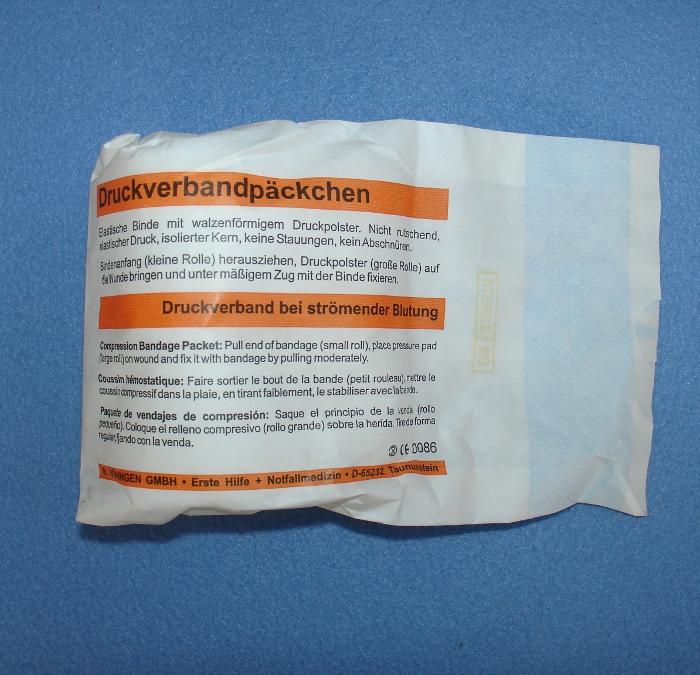 Druckverbandpäckchen
Elastische Binde mit walzenförmigem Druckpolster. Nicht rutschend,
elastischer Druck, isolierter Kern, keine Stauungen, kein Abschnüren.
Bindenanfang (kleine Rolle) herausziehen, Druckpolster (große Rolle) auf
die Wunde bringen und unter mäßigem Zug mit der Binde fixieren.
Druckverband bei strömender Blutung
Compression Bandage Packet: Pull end of bandage (small roll), place pressure pad
(large roll) on wound and fix it with bandage by pulling moderately.
Coussin hémostatique: Faire sortier le bout de la bande (petit rouleau), mettre le
coussin compressif dans la plaie, en tirant faiblement, le stabiliser avec la bande.
Paquete de vendajes de compresión: Saque el principio de la venda (rollo
pequeño). Coloque el relleno compresivo (rollo grande) sobre la herida. Tire de forma
regular, fijando con la venda.
② CE 0086
GMBH • Erste Hilfe + Notfallmedizin • D-65232 Taunusstein
STERILE EO